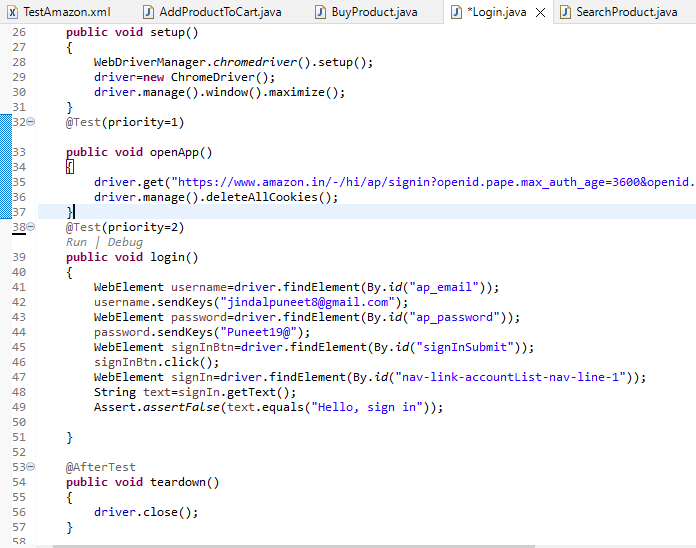 TestAmazon.xml AddProductToCart.java BuyProduct.java *Login.java SearchProduct.java
26 public void setup()
27 {
28 WebDriverManager.chromedriver().setup();
29 driver=new ChromeDriver();
30 driver.manage().window().maximize();
31 }
32 @Test(priority=1)
33 public void openApp()
34 {
35 driver.get("https://www.amazon.in/-/hi/ap/signin?openid.pape.max_auth_age=3600&openid.
36 driver.manage().deleteAllCookies();
37 }
38 @Test(priority=2)
Run | Debug
39 public void login()
40 {
41 WebElement username=driver.findElement(By.id("ap_email"));
42 username.sendKeys("jindalpuneet8@gmail.com");
43 WebElement password=driver.findElement(By.id("ap_password"));
44 password.sendKeys("Puneet19@");
45 WebElement signInBtn=driver.findElement(By.id("signInSubmit"));
46 signInBtn.click();
47 WebElement signIn=driver.findElement(By.id("nav-link-accountList-nav-line-1"));
48 String text=signIn.getText();
49 Assert.assertFalse(text.equals("Hello, sign in"));
50
51 }
52
53 @AfterTest
54 public void teardown()
55 {
56 driver.close();
57 }
58